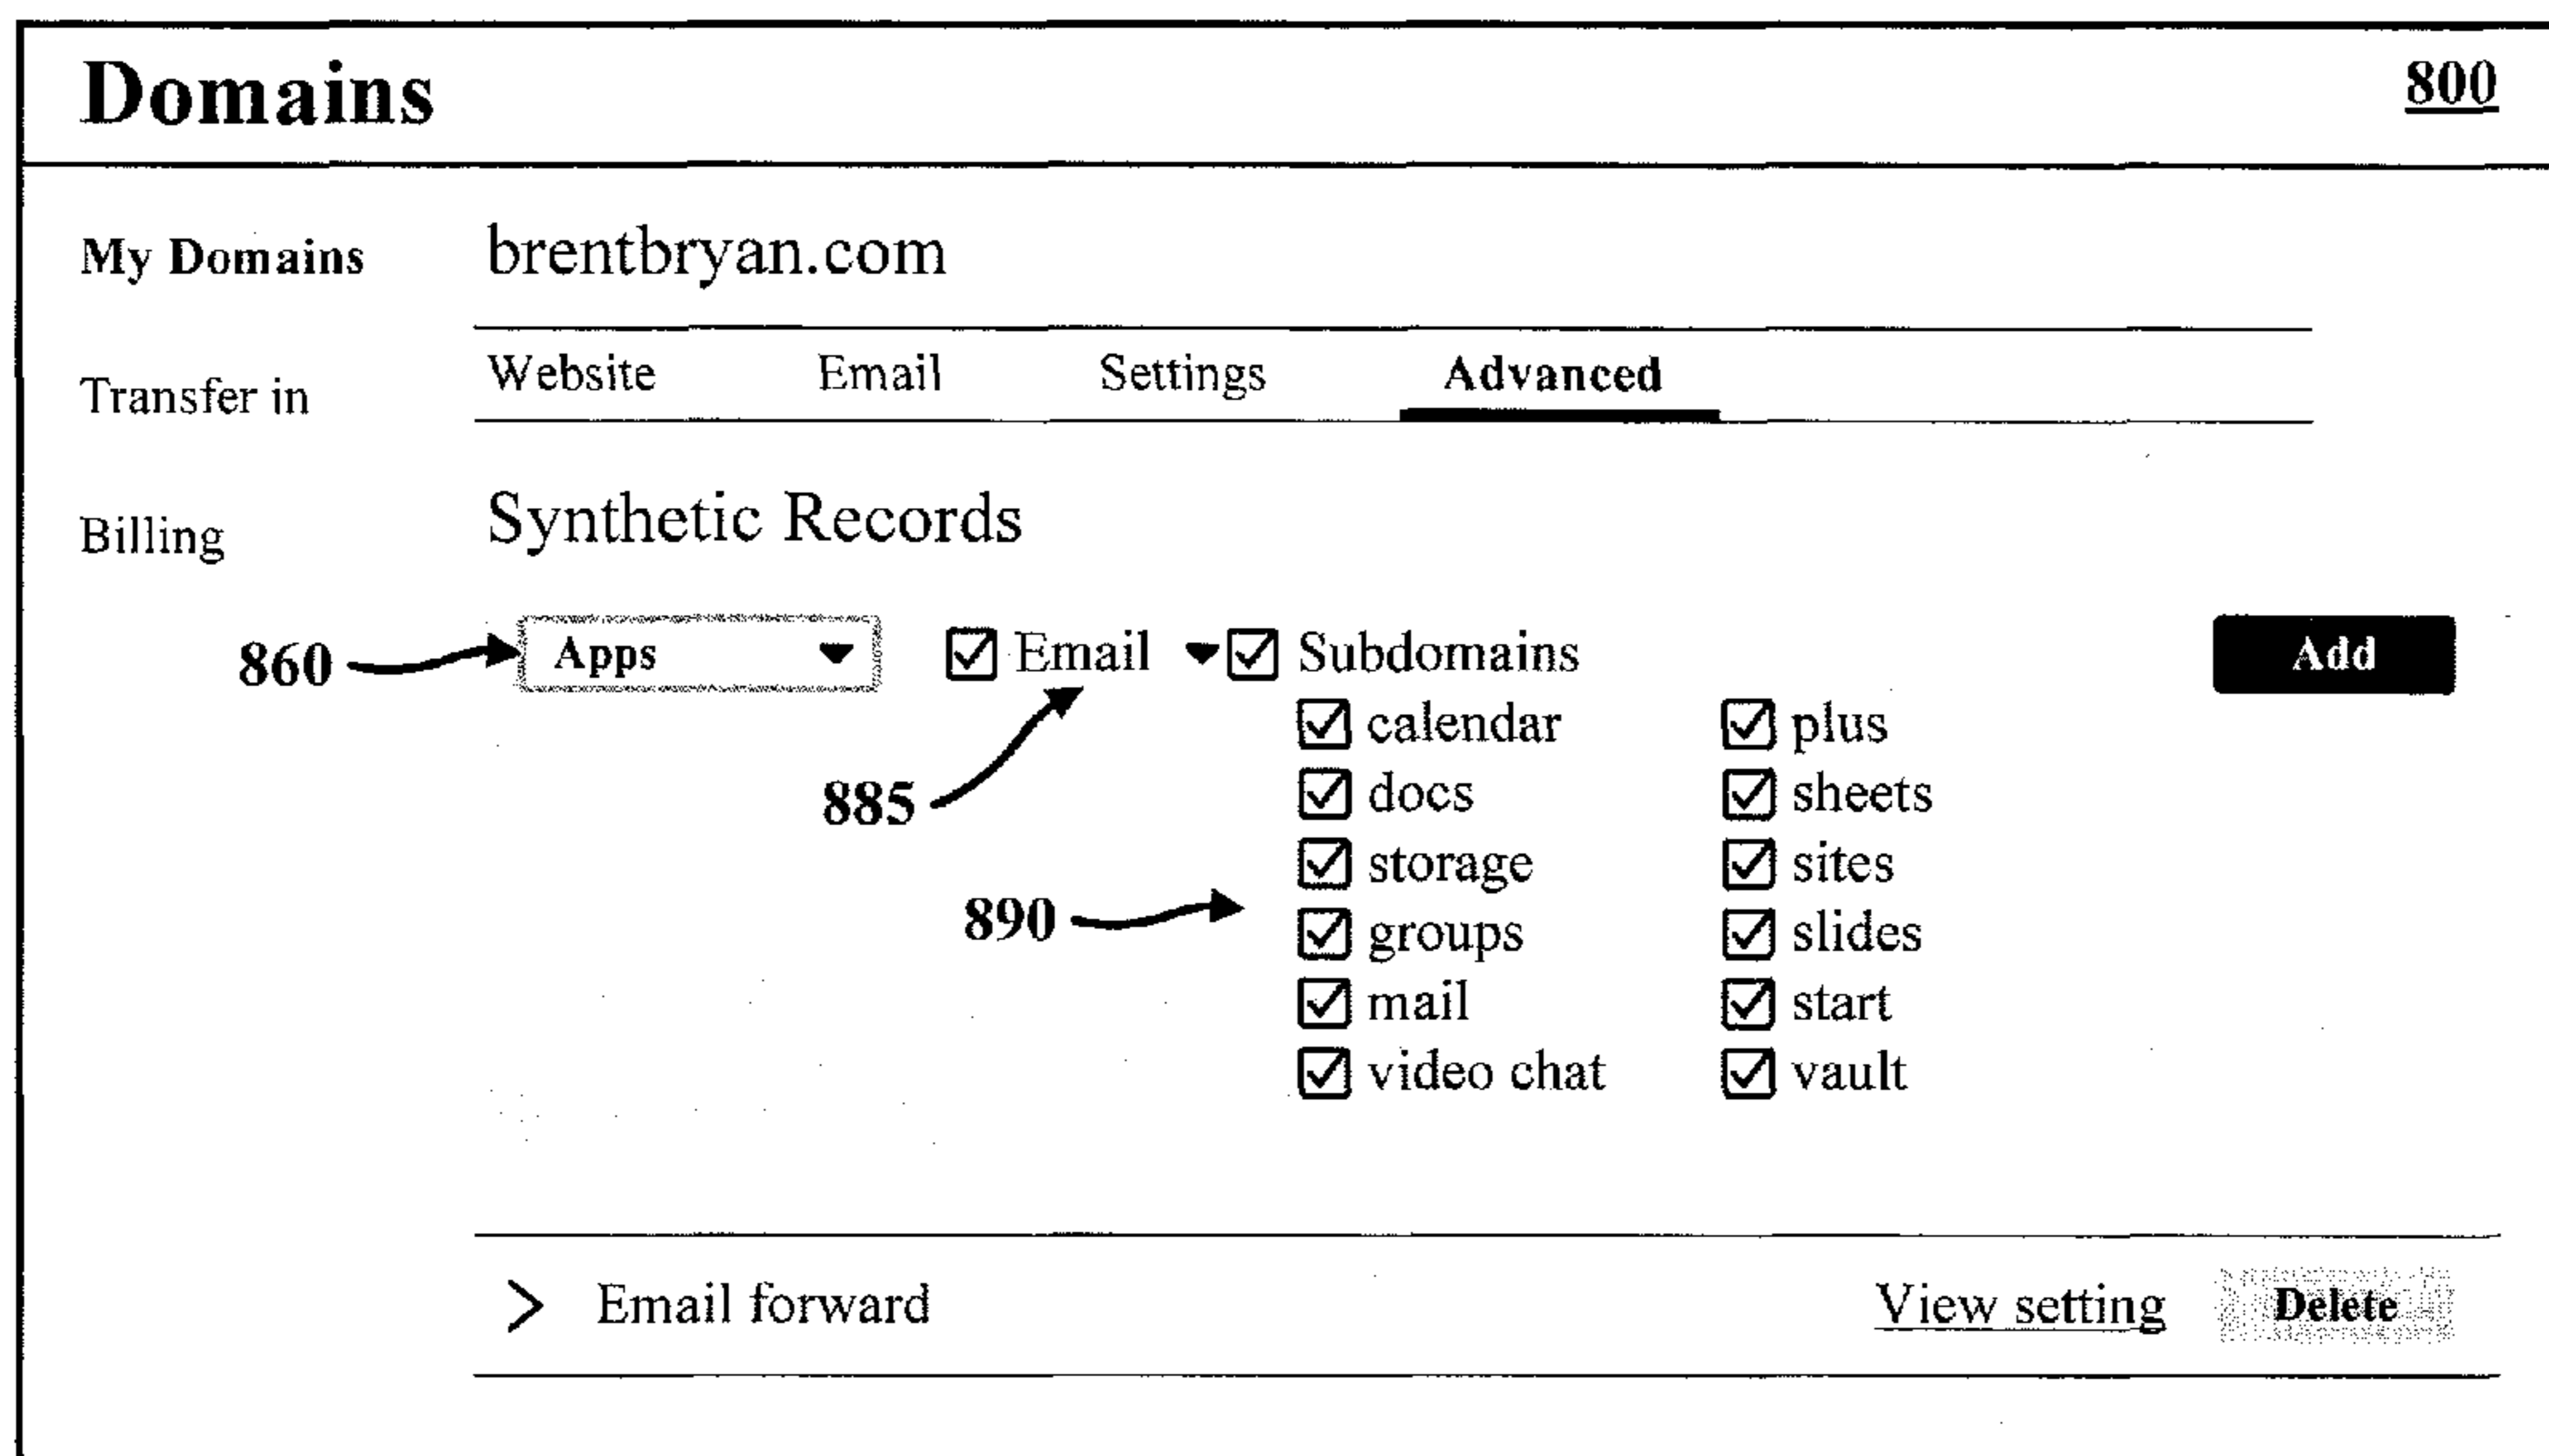 Domains 800
My Domains brentbryan.com
Website Email Settings Advanced
Transfer in
Synthetic Records
Billing
860 Apps Email Subdomains Add
calendar plus
885 docs sheets
storage sites
890 groups slides
mail start
video chat vault
> Email forward View setting Delete